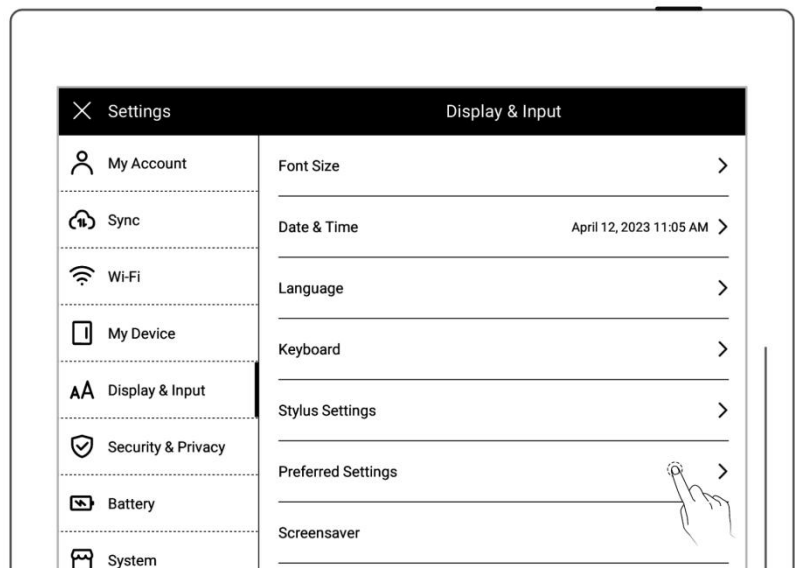 Settings
Display & Input
My Account
Sync
Wi-Fi
My Device
AA Display & Input
Security & Privacy
Battery
System
Font Size
Date & Time April 12, 2023 11:05 AM
Language
Keyboard
Stylus Settings
Preferred Settings
Screensaver